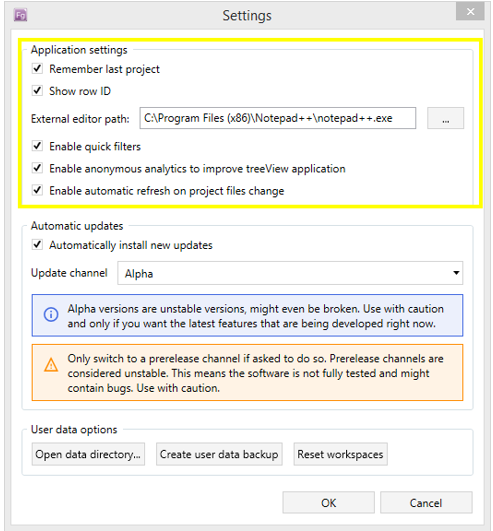 Fg
Settings
Application settings
Remember last project
Show row ID
External editor path: C:\Program Files (x86)\Notepad++\notepad++.exe ...
Enable quick filters
Enable anonymous analytics to improve treeView application
Enable automatic refresh on project files change
Automatic updates
Automatically install new updates
Update channel Alpha
Alpha versions are unstable versions, might even be broken. Use with caution
and only if you want the latest features that are being developed right now.
Only switch to a prerelease channel if asked to do so. Prerelease channels are
considered unstable. This means the software is not fully tested and might
contain bugs. Use with caution.
User data options
Open data directory... Create user data backup Reset workspaces
OK Cancel